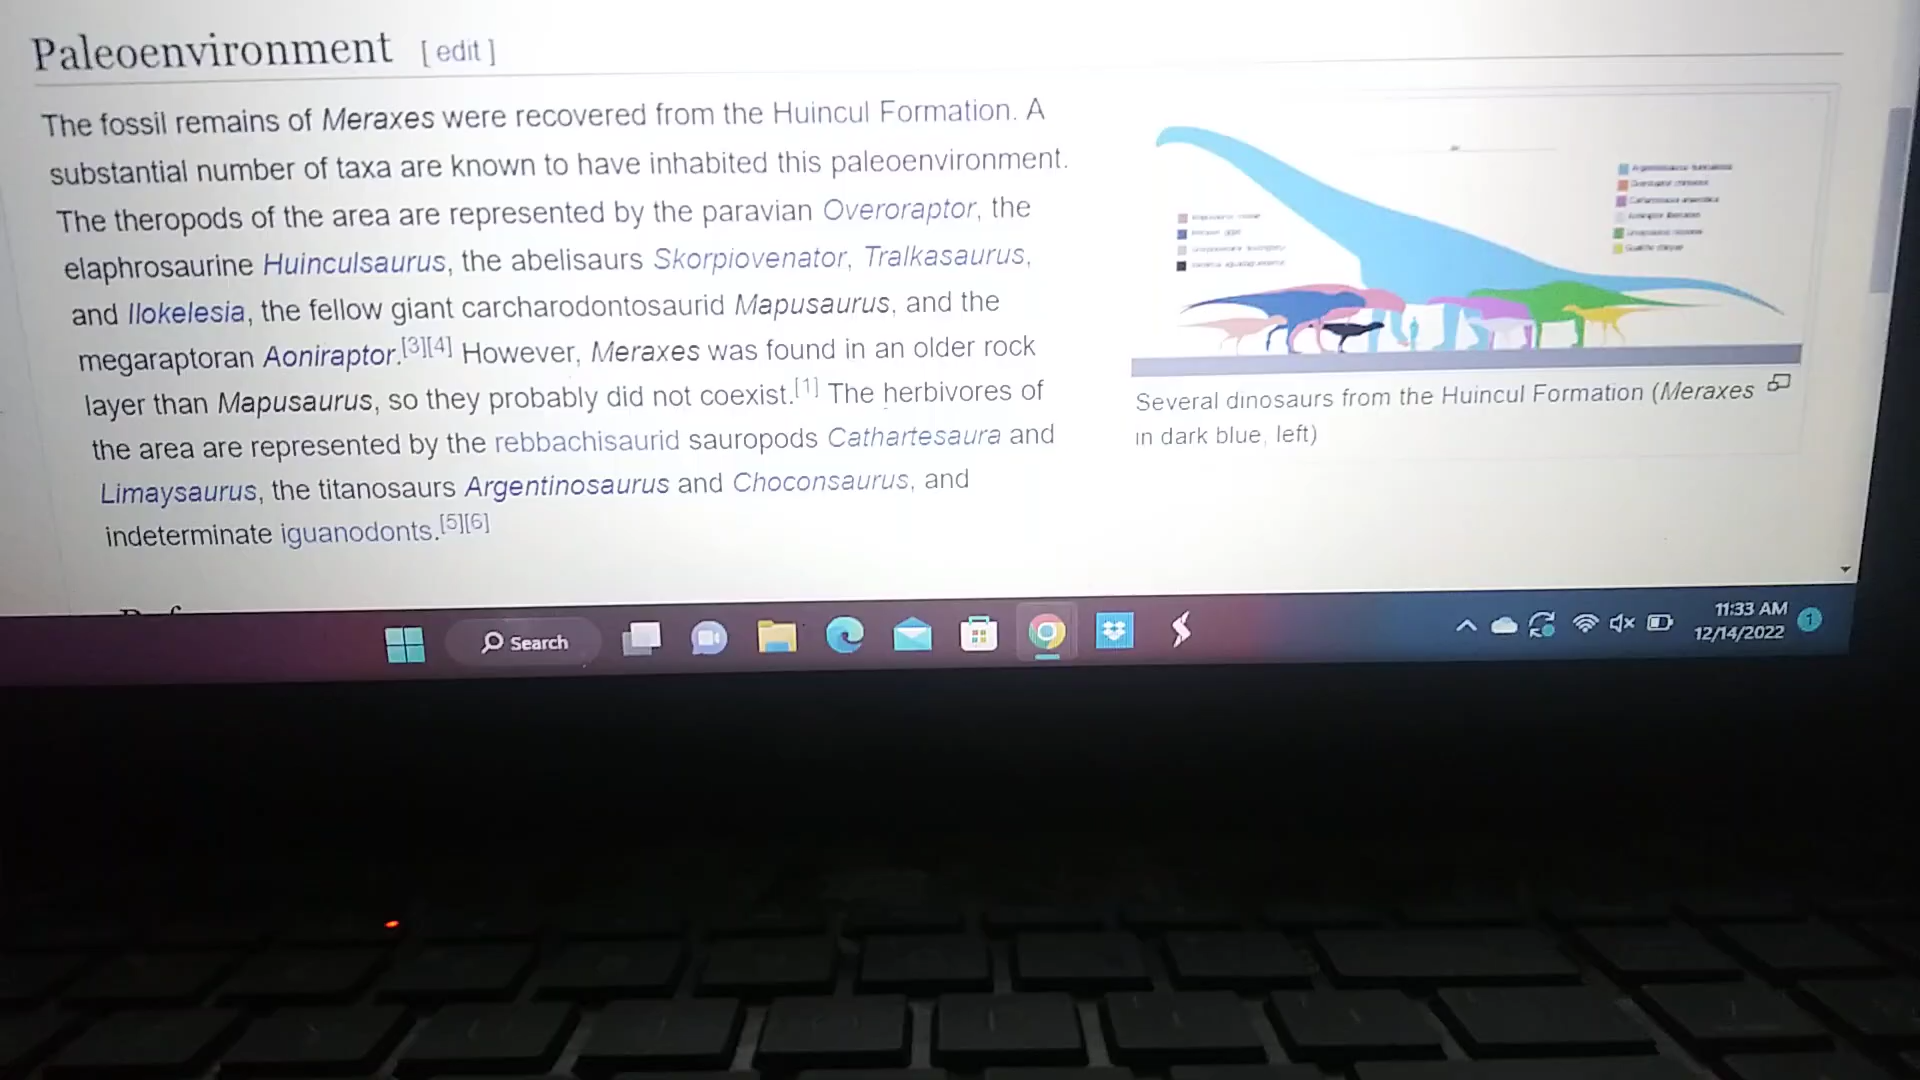 Paleoenvironment [ edit ]
The fossil remains of Meraxes were recovered from the Huincul Formation. A
substantial number of taxa are known to have inhabited this paleoenvironment.
The theropods of the area are represented by the paravian Overoraptor, the
elaphrosaurine Huinculsaurus, the abelisaurs Skorpiovenator, Tralkasaurus,
and Ilokelesia, the fellow giant carcharodontosaurid Mapusaurus, and the
megaraptoran Aoniraptor.[3][4] However, Meraxes was found in an older rock
layer than Mapusaurus, so they probably did not coexist.[1] The herbivores of
the area are represented by the rebbachisaurid sauropods Cathartesaura and
Limaysaurus, the titanosaurs Argentinosaurus and Choconsaurus, and
indeterminate iguanodonts.[5][6]
Several dinosaurs from the Huincul Formation (Meraxes
in dark blue, left)
Search
11:33 AM
12/14/2022
1